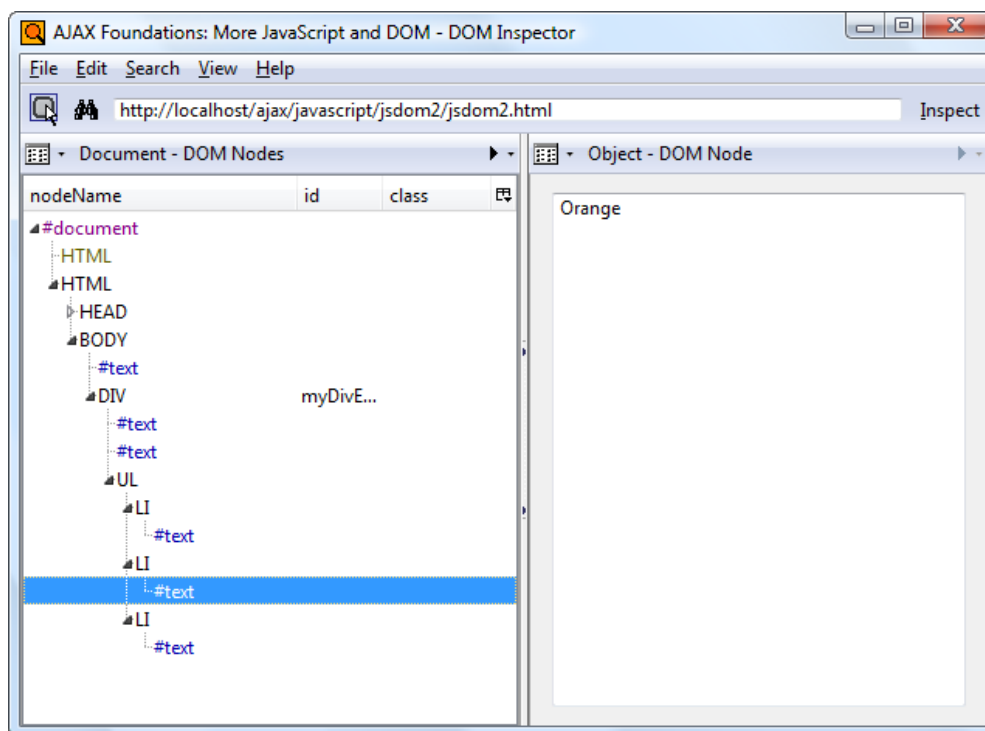 AJAX Foundations: More JavaScript and DOM - DOM Inspector
File Edit Search View Help
http://localhost/ajax/javascript/jsdom2/jsdom2.html Inspect
Document - DOM Nodes
Object - DOM Node
nodeName id class
Orange
#document
HTML
HTML
HEAD
BODY
#text
DIV myDivE...
#text
#text
UL
LI
#text
LI
#text
LI
#text